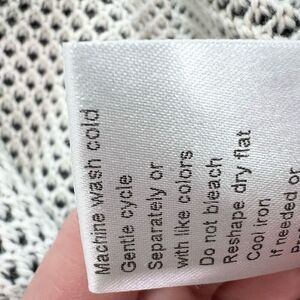 Machine wash cold
Gentle cycle
Separately or
with like colors
Do not bleach
Reshape dry flat
Cool iron
If needed or